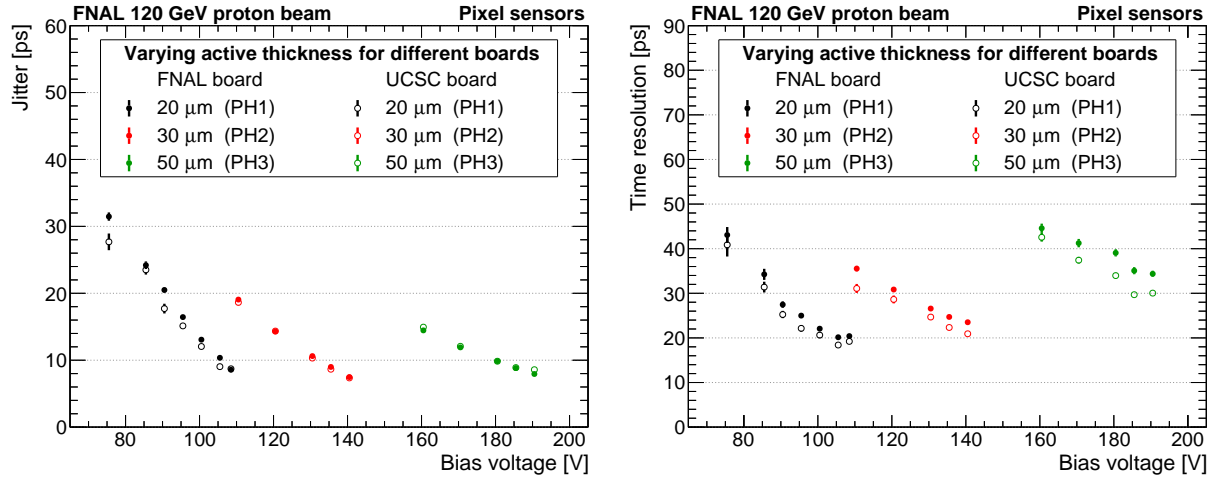 FNAL 120 GeV proton beam Pixel sensors
Jitter [ps]
60
50
40
30
20
10
0
Varying active thickness for different boards
FNAL board UCSC board
20 μm (PH1) 20 μm (PH1)
30 μm (PH2) 30 μm (PH2)
50 μm (PH3) 50 μm (PH3)
80 100 120 140 160 180 200
Bias voltage [V]
FNAL 120 GeV proton beam Pixel sensors
Time resolution [ps]
90
80
70
60
50
40
30
20
10
0
Varying active thickness for different boards
FNAL board UCSC board
20 μm (PH1) 20 μm (PH1)
30 μm (PH2) 30 μm (PH2)
50 μm (PH3) 50 μm (PH3)
80 100 120 140 160 180 200
Bias voltage [V]